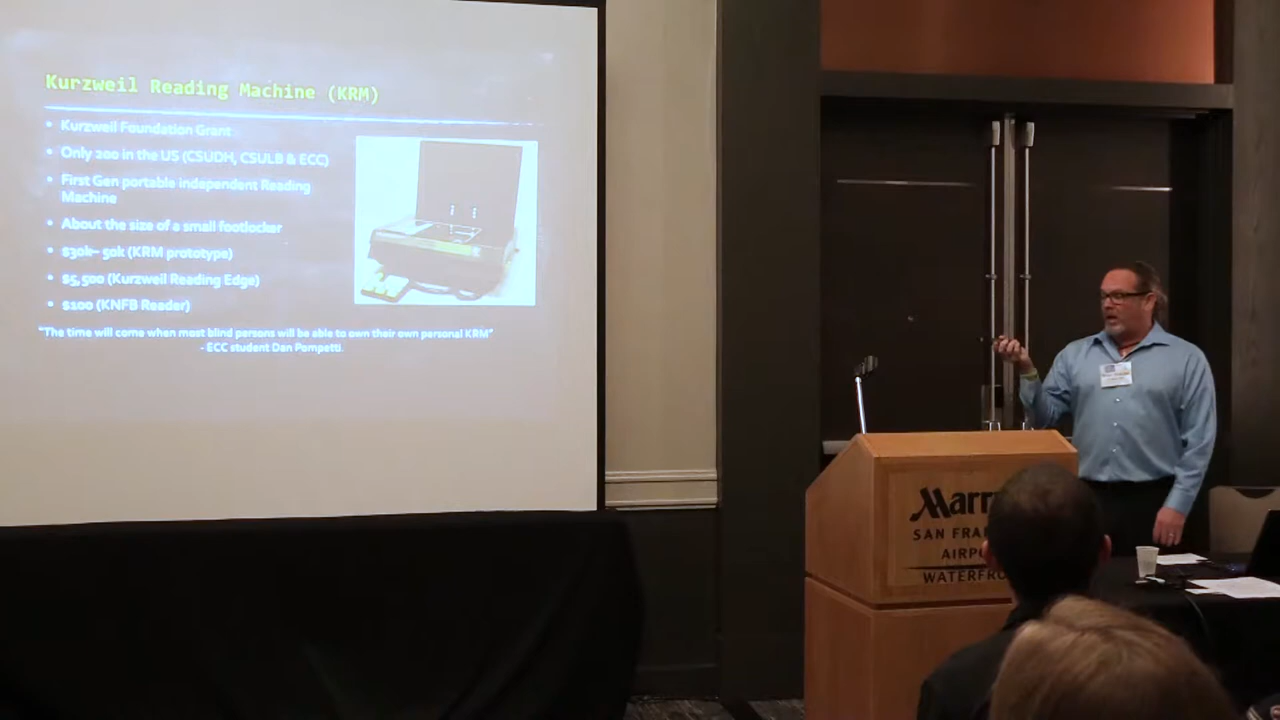 Kurzweil Reading Machine (KRM)
• Kurzweil Foundation Grant
• Only 200 in the US (CSUDH, CSULB & ECC)
• First Gen portable independent Reading
Machine
• About the size of a small footlocker
• $30k– 50k (KRM prototype)
• $5,500 (Kurzweil Reading Edge)
• $100 (KNFB Reader)
"The time will come when most blind persons will be able to own their own personal KRM"
- ECC student Dan Pompetti.
Marr
SAN FRA
AIRPO
WATERFRO